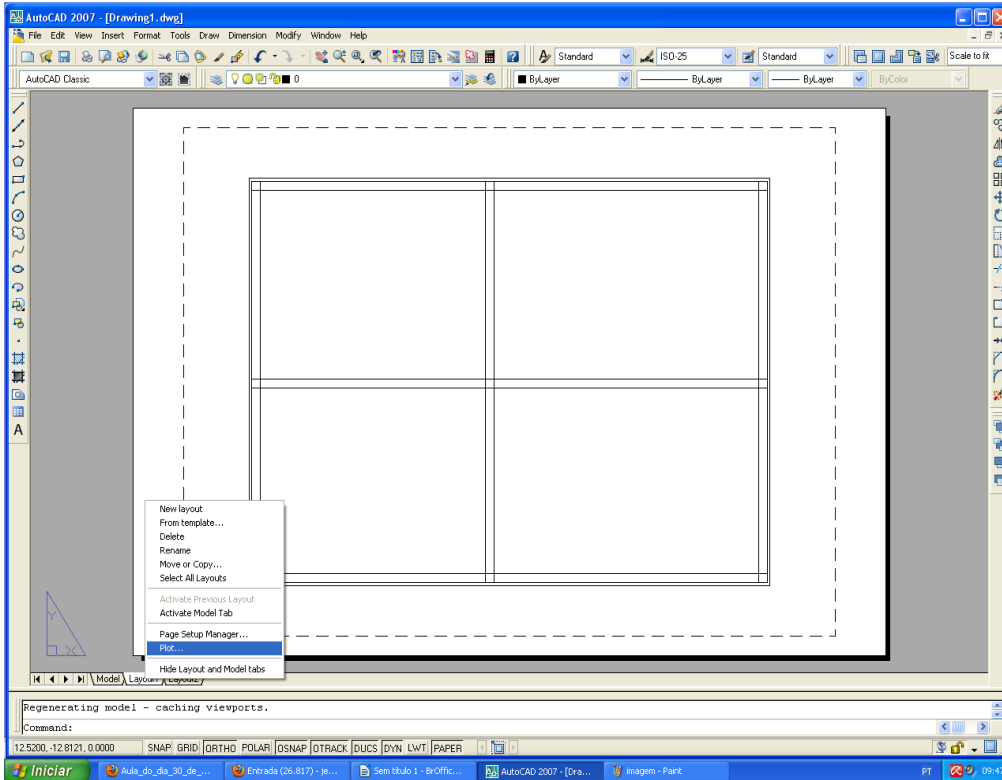 AutoCAD 2007 - [Drawing1.dwg]
File Edit View Insert Format Tools Draw Dimension Modify Window Help
Standard ISO-25 Standard Scale to fit
AutoCAD Classic 0 ByLayer ByLayer ByLayer ByColor
A
New layout
From template...
Delete
Rename
Move or Copy...
Select All Layouts
Activate Previous Layout
Activate Model Tab
Page Setup Manager...
Plot...
Hide Layout and Model tabs
Y
X
Model Layout1 Layout2
Regenerating model - caching viewports.
Command:
12.5200, -12.8121, 0.0000 SNAP GRID ORTHO POLAR OSNAP OTRACK DUCS DYN LWT PAPER
Iniciar Aula_do_dia_30_de_... Entrada (26.817) - je... Sem título 1 - BrOffic... AutoCAD 2007 - [Dra... imagem - Paint PT